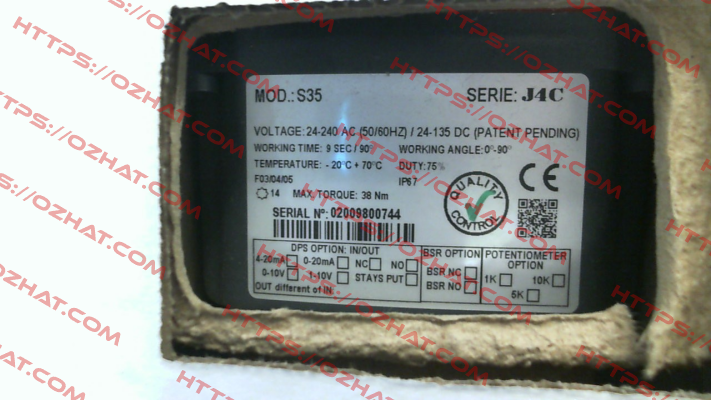 MOD.: S35 SERIE: J4C
VOLTAGE: 24-240 AC (50/60HZ) / 24-135 DC (PATENT PENDING)
WORKING TIME: 9 SEC / 90° WORKING ANGLE: 0°-90°
TEMPERATURE: - 20°C + 70°C DUTY: 75%
F03/04/05 IP67
14 MAX. TORQUE: 38 Nm
QUALITY CONTROL
CE
SERIAL Nº: 02009800744
DPS OPTION: IN/OUT
4-20mA 0-20mA NC NO
0-10V 1-10V STAYS PUT
OUT different of IN
BSR OPTION
BSR NC
BSR NO
POTENTIOMETER
OPTION
1K 10K
5K
HTTPS://OZHAT.COM